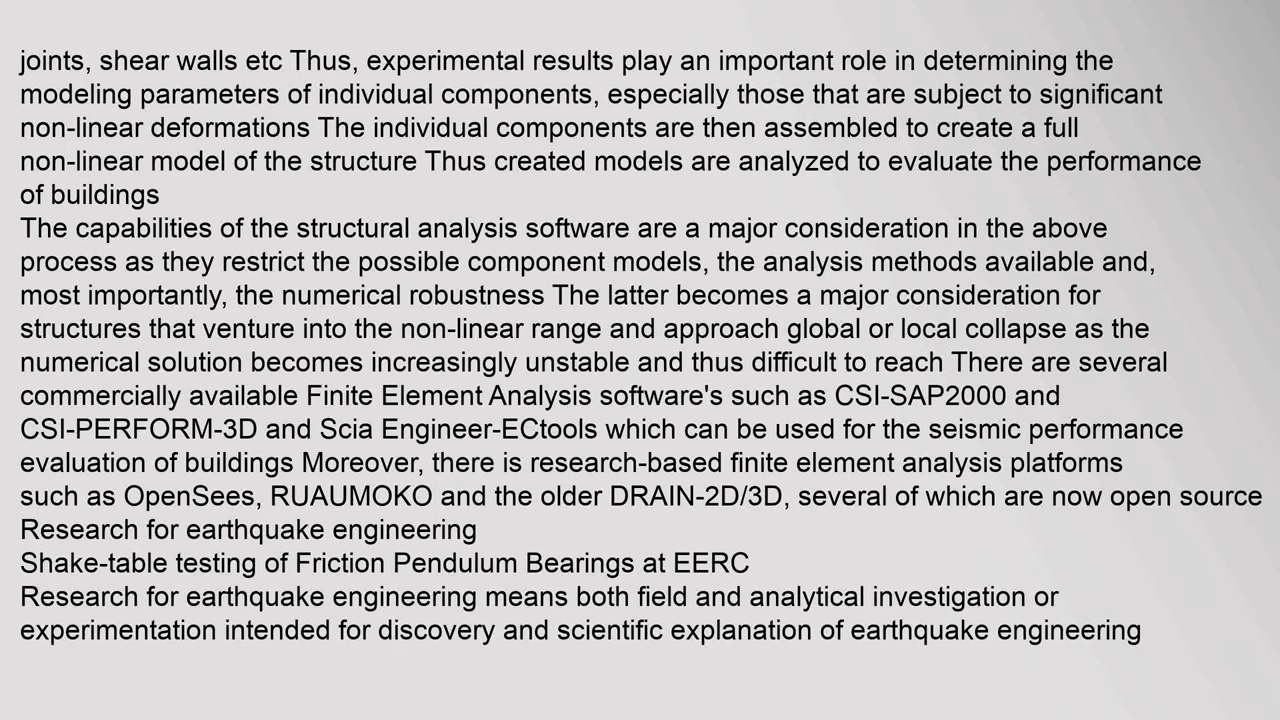 joints, shear walls etc Thus, experimental results play an important role in determining the
modeling parameters of individual components, especially those that are subject to significant
non-linear deformations The individual components are then assembled to create a full
non-linear model of the structure Thus created models are analyzed to evaluate the performance
of buildings
The capabilities of the structural analysis software are a major consideration in the above
process as they restrict the possible component models, the analysis methods available and,
most importantly, the numerical robustness The latter becomes a major consideration for
structures that venture into the non-linear range and approach global or local collapse as the
numerical solution becomes increasingly unstable and thus difficult to reach There are several
commercially available Finite Element Analysis software's such as CSI-SAP2000 and
CSI-PERFORM-3D and Scia Engineer-ECtools which can be used for the seismic performance
evaluation of buildings Moreover, there is research-based finite element analysis platforms
such as OpenSees, RUAUMOKO and the older DRAIN-2D/3D, several of which are now open source
Research for earthquake engineering
Shake-table testing of Friction Pendulum Bearings at EERC
Research for earthquake engineering means both field and analytical investigation or
experimentation intended for discovery and scientific explanation of earthquake engineering